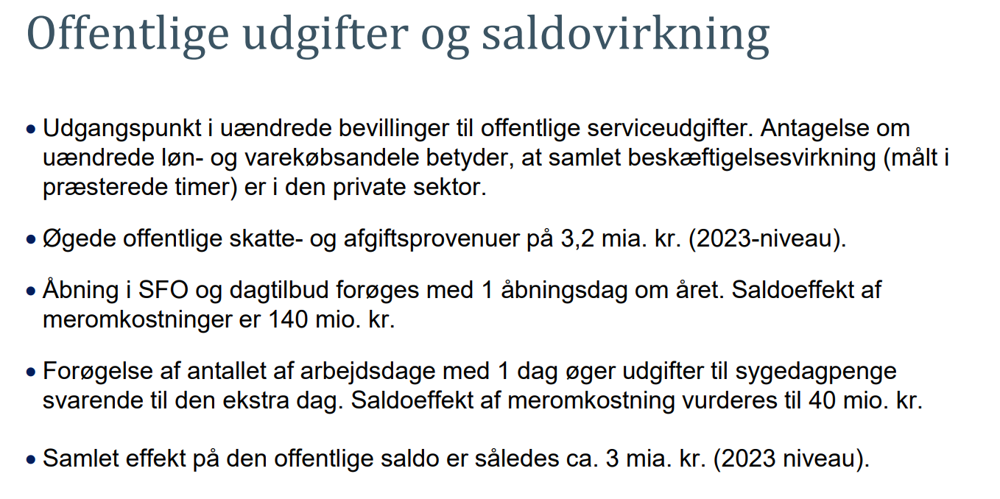 Offentlige udgifter og saldovirkning
• Udgangspunkt i uændrede bevillinger til offentlige serviceudgifter. Antagelse om
uændrede løn- og varekøbsandele betyder, at samlet beskæftigelsesvirkning (målt i
præsterede timer) er i den private sektor.
• Øgede offentlige skatte- og afgiftsprovenuer på 3,2 mia. kr. (2023-niveau).
• Åbning i SFO og dagtilbud forøges med 1 åbningsdag om året. Saldoeffekt af
meromkostninger er 140 mio. kr.
• Forøgelse af antallet af arbejdsdage med 1 dag øger udgifter til sygedagpenge
svarende til den ekstra dag. Saldoeffekt af meromkostning vurderes til 40 mio. kr.
• Samlet effekt på den offentlige saldo er således ca. 3 mia. kr. (2023 niveau).